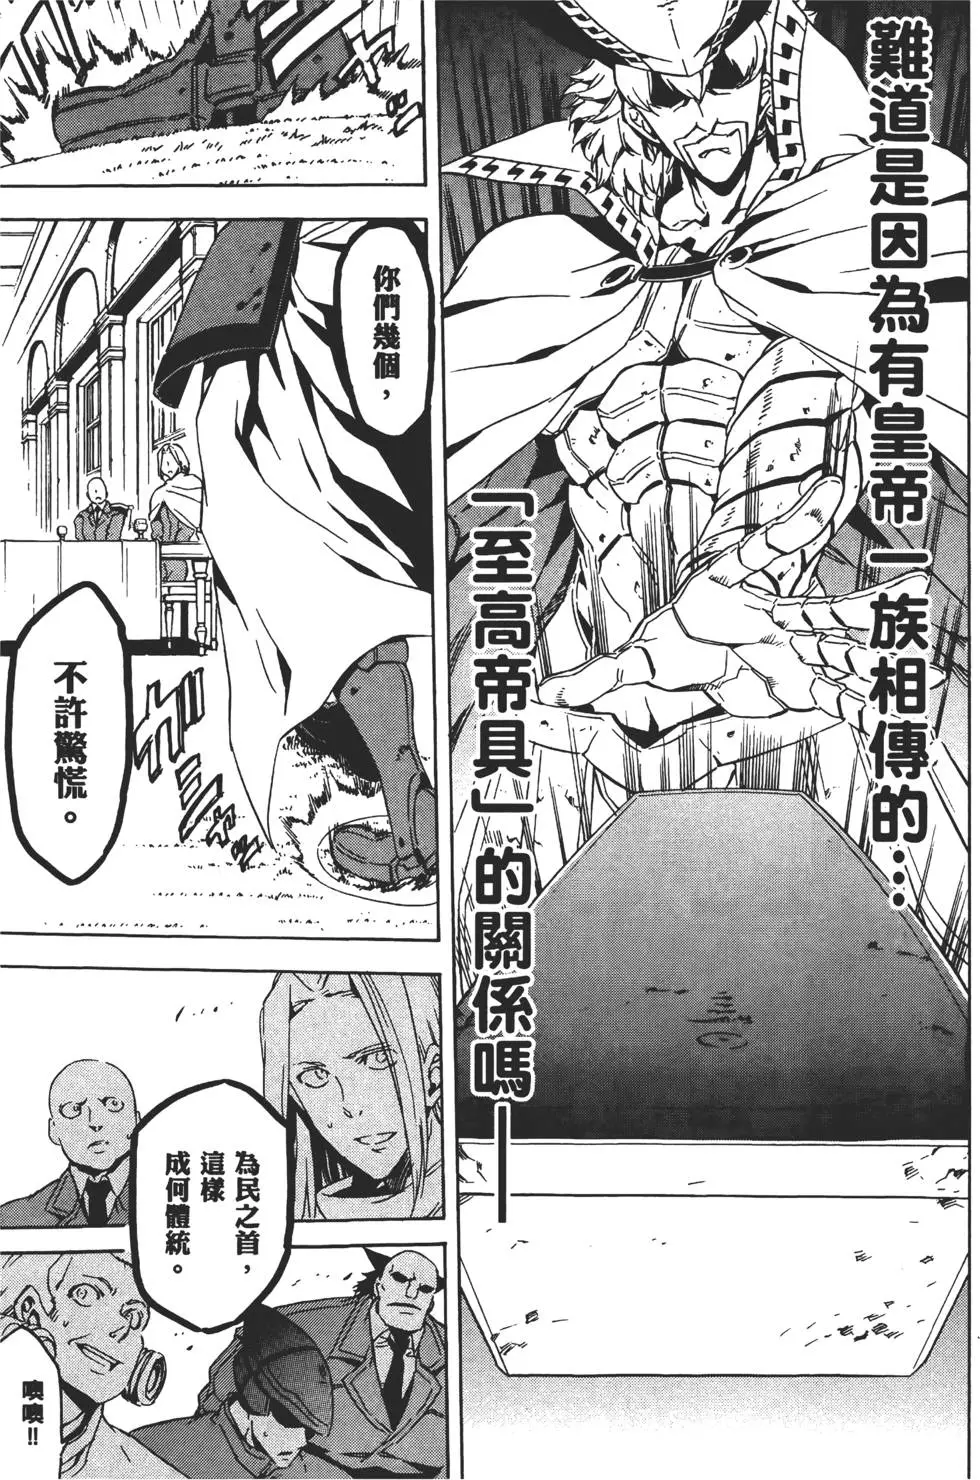 難道是因為有皇帝一族相傳的…
「至高帝具」的關係嗎——
你們幾個，
不許驚慌。
為民之首，
這樣
成何體統。
噢噢!!